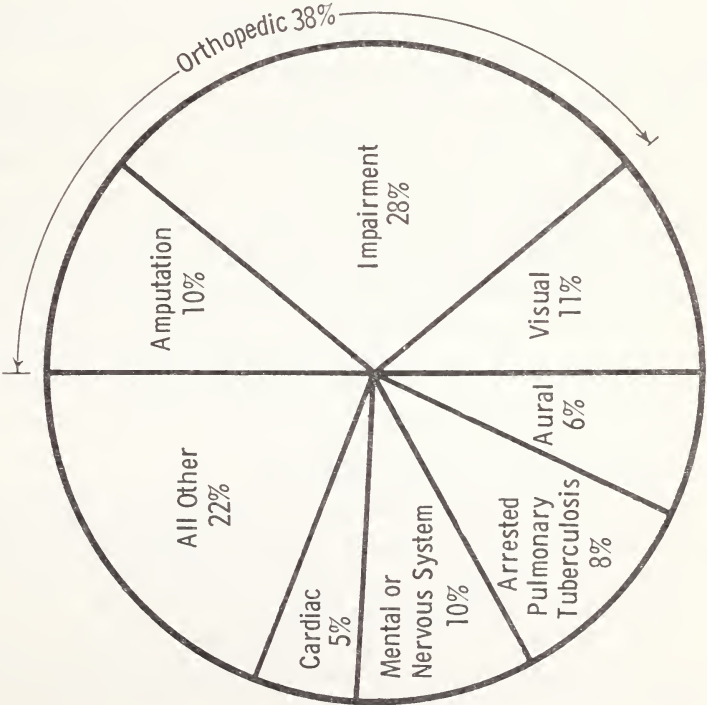 Orthopedic 38%
Amputation
10%
Impairment
28%
Visual
11%
Aural
6%
Arrested
Pulmonary
Tuberculosis
8%
Mental or
Nervous System
10%
Cardiac
5%
All Other
22%